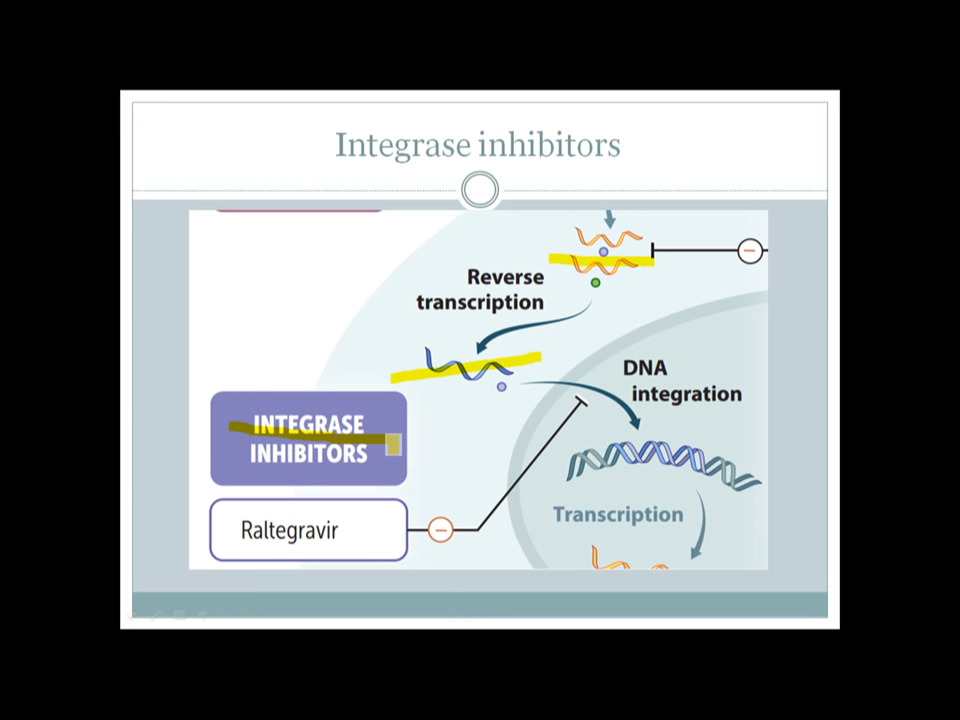 Integrase inhibitors
Reverse
transcription
DNA
integration
INTEGRASE
INHIBITORS
Transcription
Raltegravir